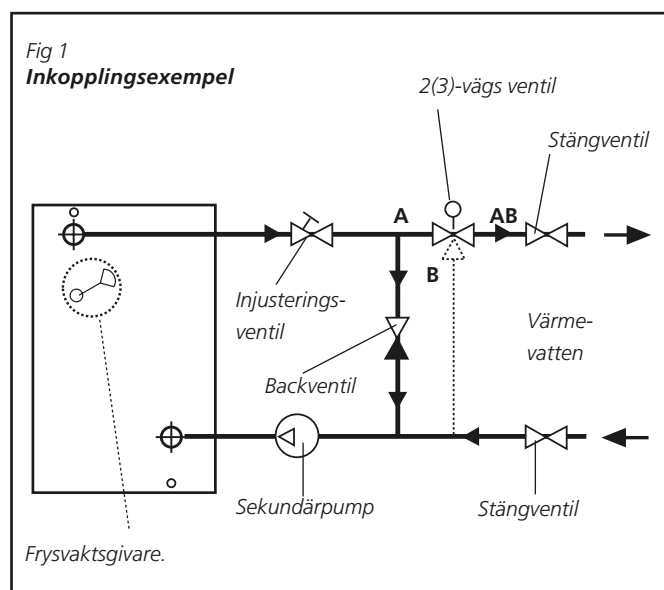 Fig 1
Inkopplingsexempel
2(3)-vägs ventil
Stängventil
A
AB
B
Injusterings-
ventil
Värme-
vatten
Backventil
Sekundärpump
Stängventil
Frysvaktsgivare.